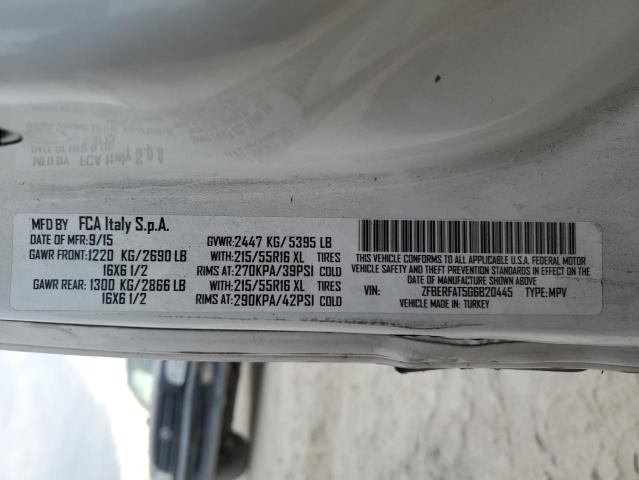 MFD BY FCA Italy S.p.A.
DATE OF MFR:9/15 GVWR:2447 KG/5395 LB
GAWR FRONT:1220 KG/2690 LB WITH:215/55R16 XL TIRES
16X6 1/2 RIMS AT:270KPA/39PSI COLD
GAWR REAR:1300 KG/2866 LB WITH:215/55R16 XL TIRES
16X6 1/2 RIMS AT:290KPA/42PSI COLD
THIS VEHICLE CONFORMS TO ALL APPLICABLE U.S.A. FEDERAL MOTOR
VEHICLE SAFETY, BUMPER, AND THEFT PREVENTION STANDARDS
IN EFFECT ON THE DATE OF MANUFACTURE SHOWN ABOVE
VIN: ZFBERFAT5G6B20445 TYPE:MPV
VEHICLE MADE IN: TURKEY